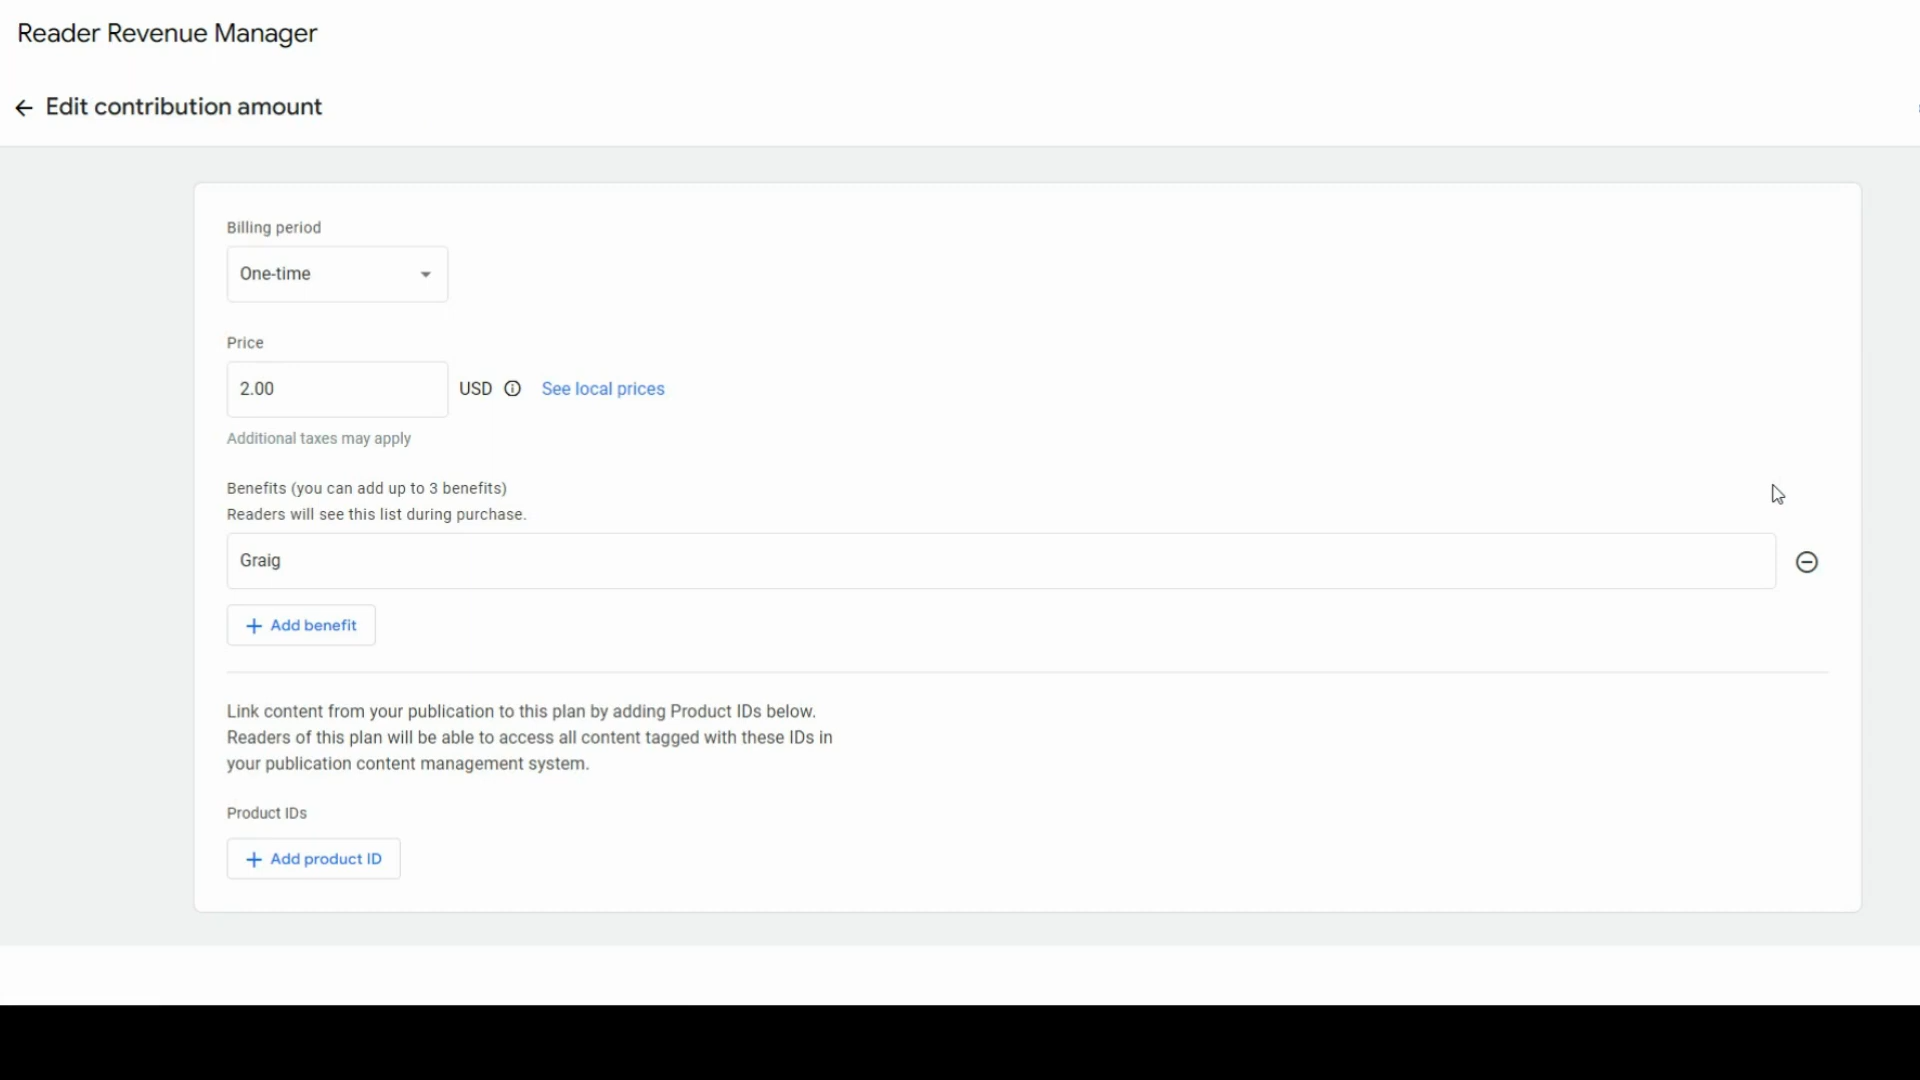 Reader Revenue Manager
Edit contribution amount
Billing period
One-time
Price
2.00 USD See local prices
Additional taxes may apply
Benefits (you can add up to 3 benefits)
Readers will see this list during purchase.
Graig
Add benefit
Link content from your publication to this plan by adding Product IDs below.
Readers of this plan will be able to access all content tagged with these IDs in
your publication content management system.
Product IDs
Add product ID